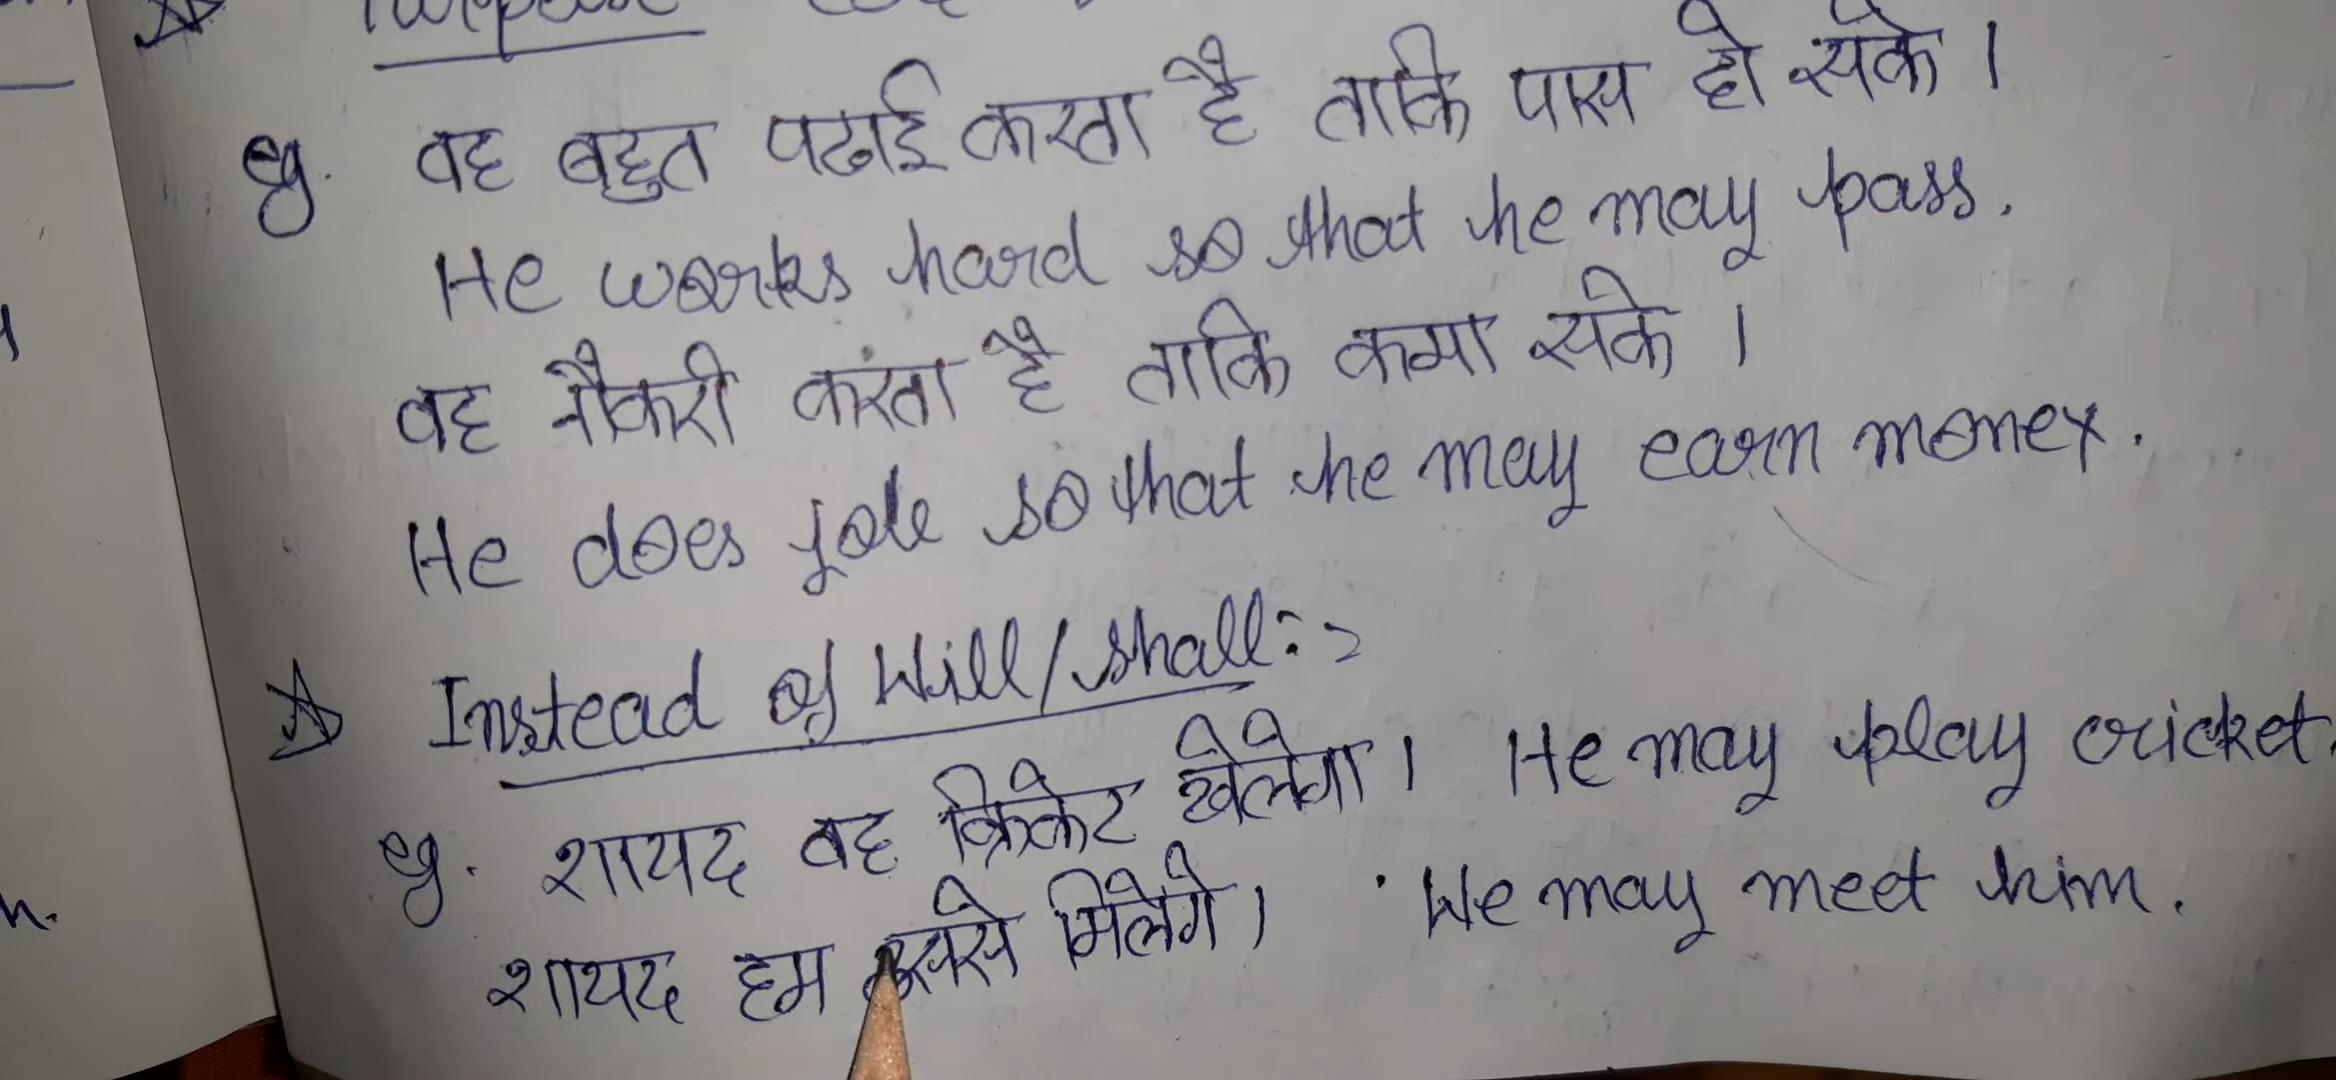 Purpose
eg. वह बहुत पढाई करता है ताकि पास हो सके ।
He works hard so that he may pass.
वह नौकरी करता है ताकि कमा सके ।
He does job so that he may earn money.
Instead of Will/shall:->
eg. शायद वह क्रिकेट खेलेगा । He may play cricket.
शायद हम उससे मिलेगे । We may meet him.